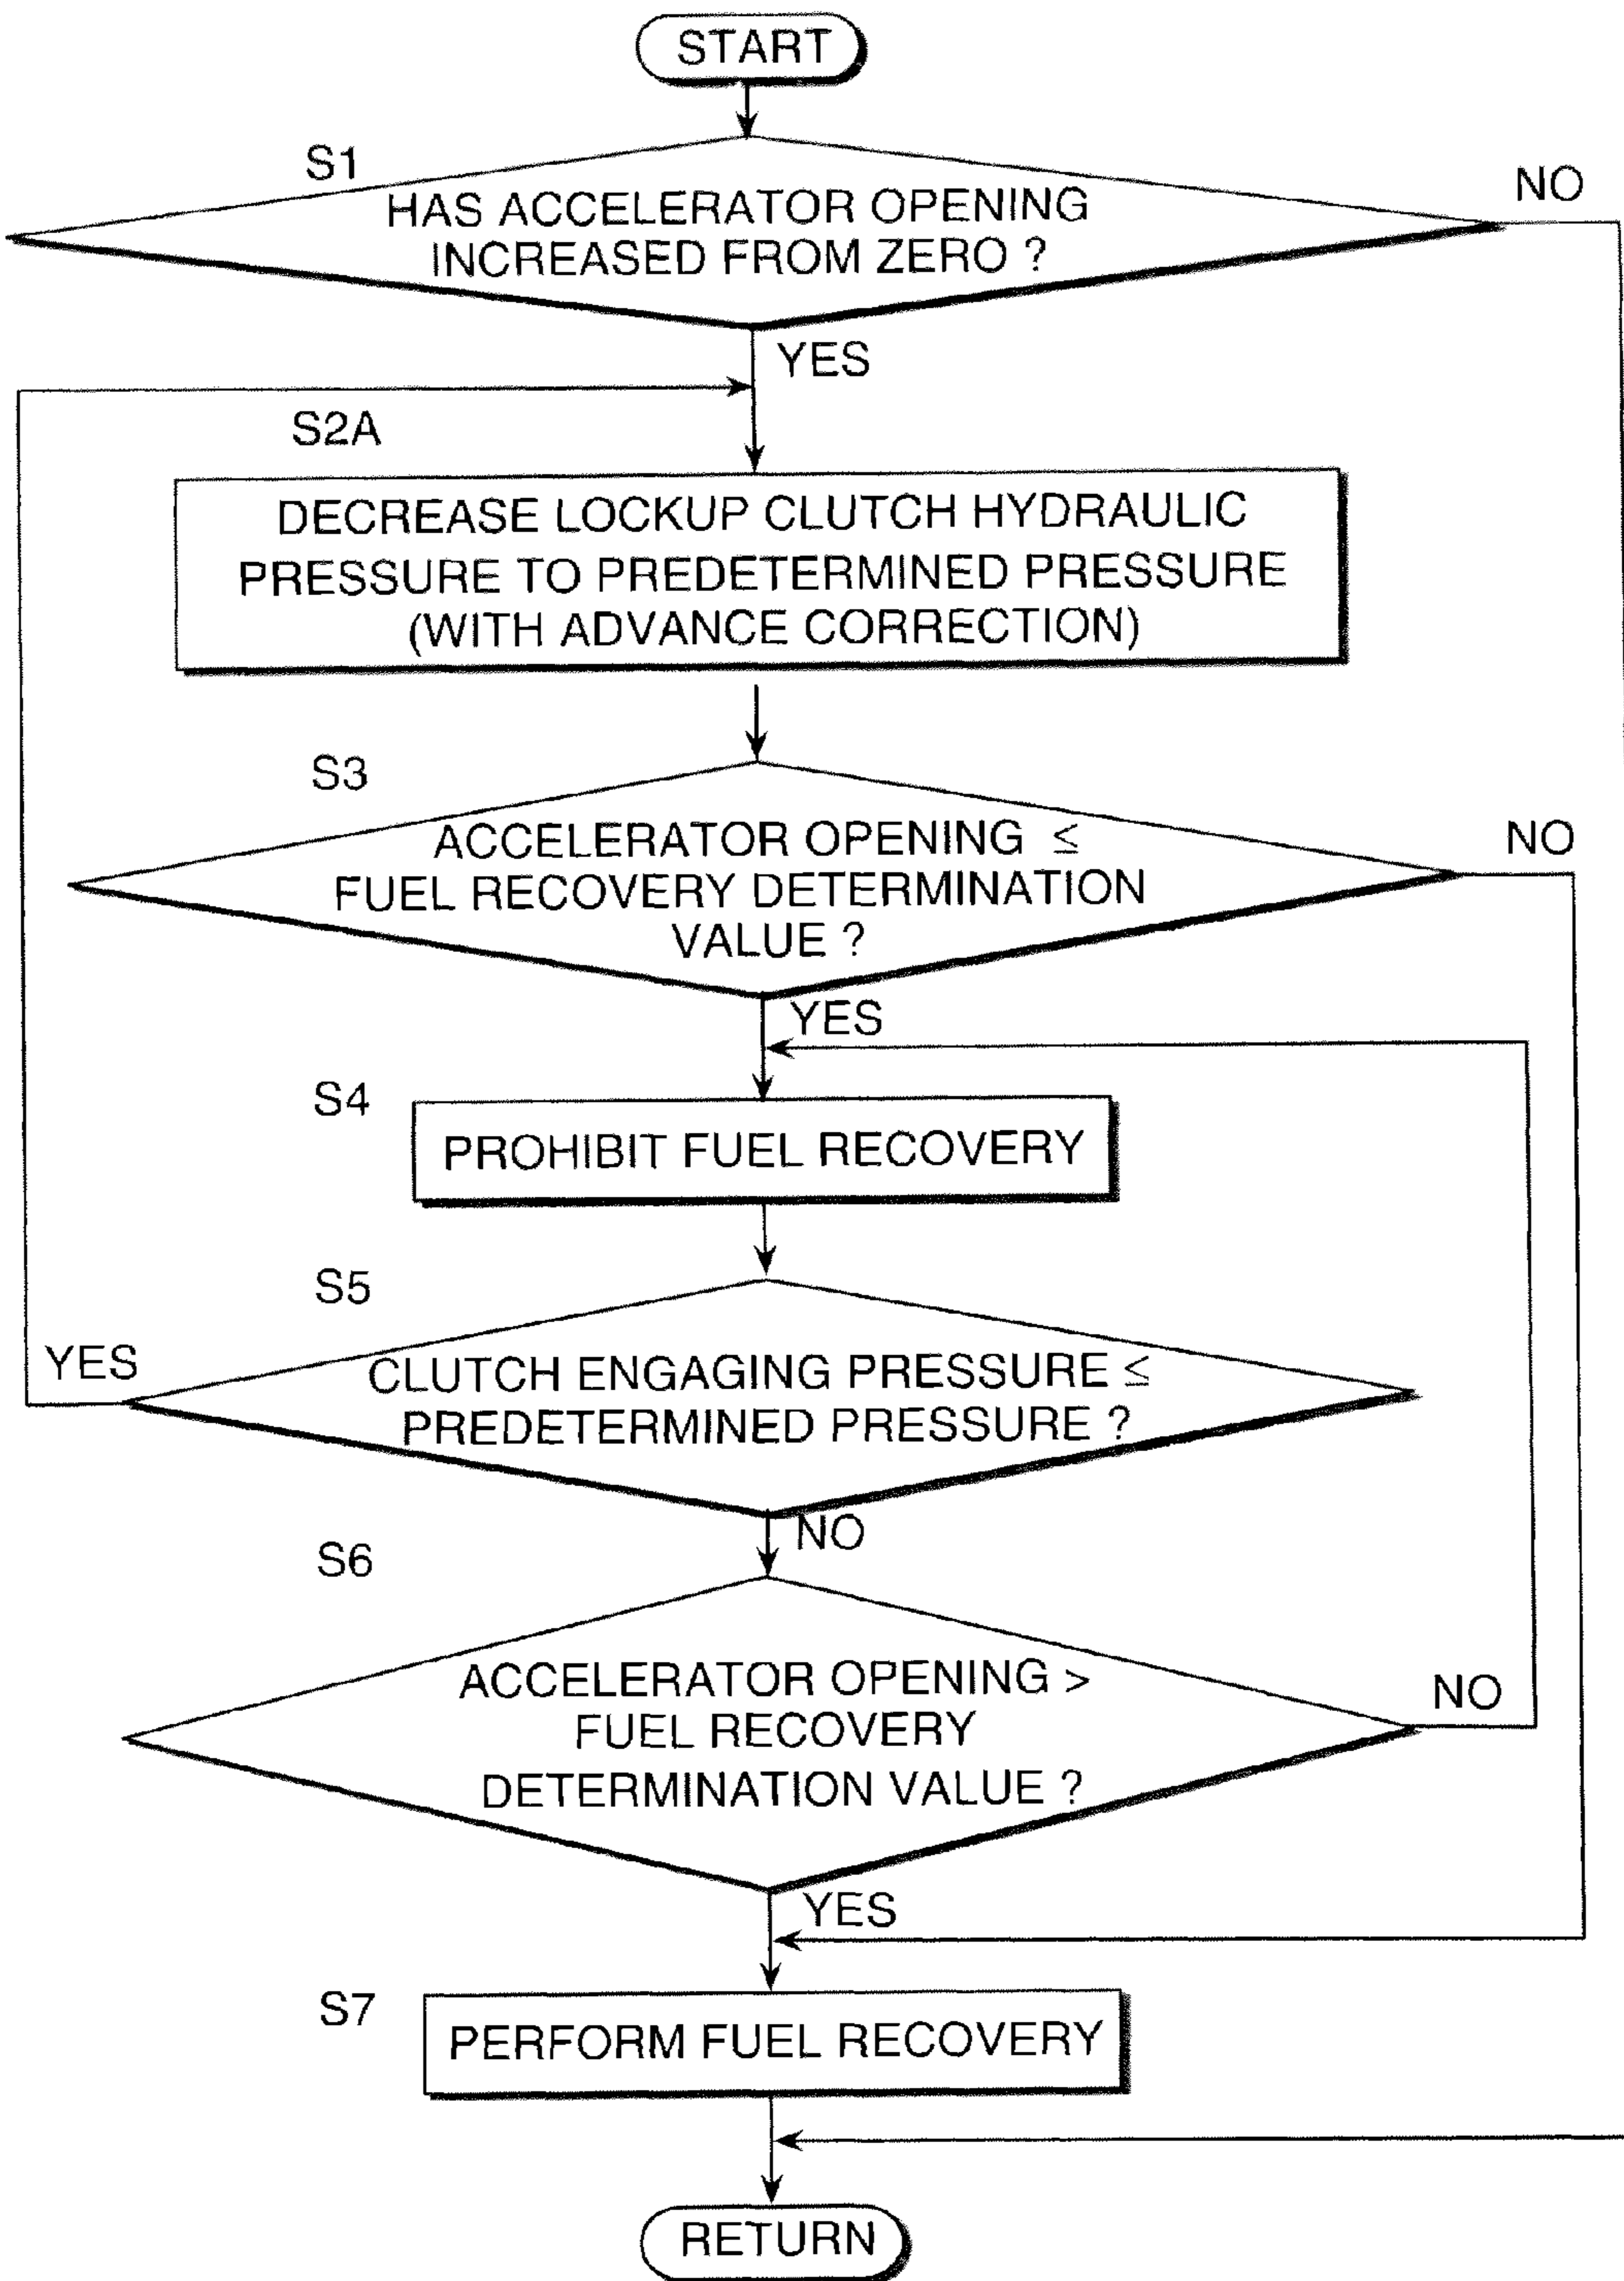 START
S1
HAS ACCELERATOR OPENING
INCREASED FROM ZERO ?
NO
YES
S2A
DECREASE LOCKUP CLUTCH HYDRAULIC
PRESSURE TO PREDETERMINED PRESSURE
(WITH ADVANCE CORRECTION)
S3
ACCELERATOR OPENING ≤
FUEL RECOVERY DETERMINATION
VALUE ?
NO
YES
S4
PROHIBIT FUEL RECOVERY
S5
YES
CLUTCH ENGAGING PRESSURE ≤
PREDETERMINED PRESSURE ?
NO
S6
ACCELERATOR OPENING >
FUEL RECOVERY
DETERMINATION VALUE ?
NO
YES
S7
PERFORM FUEL RECOVERY
RETURN